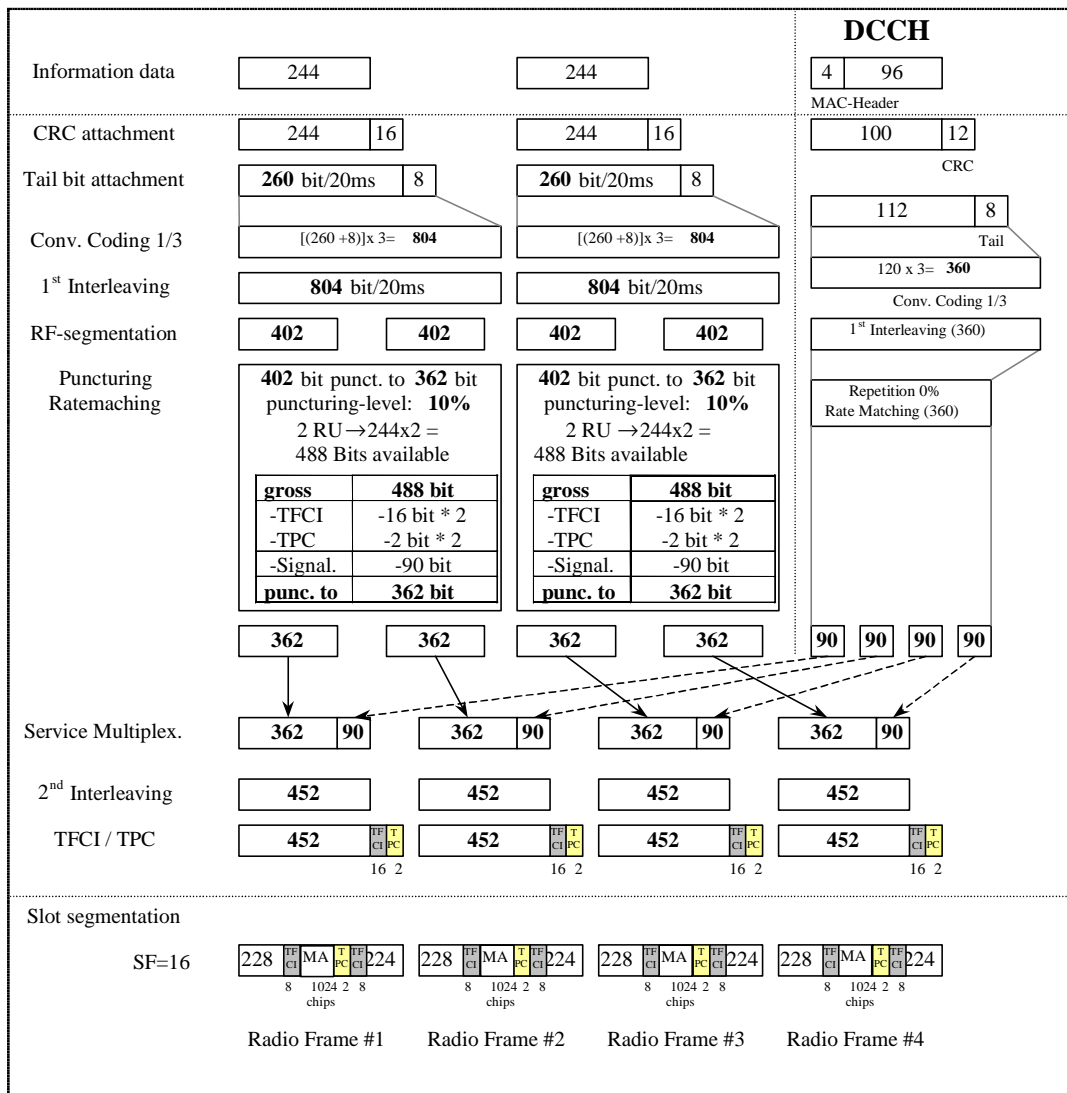 DCCH
Information data 244 244 4 96
MAC-Header
CRC attachment 244 16 244 16 100 12
CRC
Tail bit attachment 260 bit/20ms 8 260 bit/20ms 8
112 8
Tail
Conv. Coding 1/3 [(260 +8)]x 3= 804 [(260 +8)]x 3= 804
120 x 3= 360
Conv. Coding 1/3
1st Interleaving 804 bit/20ms 804 bit/20ms
RF-segmentation 402 402 402 402 1st Interleaving (360)
Puncturing
Ratemaching
402 bit punct. to 362 bit
puncturing-level: 10%
2 RU →244x2 =
488 Bits available
gross 488 bit
-TFCI -16 bit * 2
-TPC -2 bit * 2
-Signal. -90 bit
punc. to 362 bit
402 bit punct. to 362 bit
puncturing-level: 10%
2 RU →244x2 =
488 Bits available
gross 488 bit
-TFCI -16 bit * 2
-TPC -2 bit * 2
-Signal. -90 bit
punc. to 362 bit
Repetition 0%
Rate Matching (360)
362 362 362 362 90 90 90 90
Service Multiplex. 362 90 362 90 362 90 362 90
2nd Interleaving 452 452 452 452
TFCI / TPC 452 TF CI T PC 452 TF CI T PC 452 TF CI T PC 452 TF CI T PC
16 2 16 2 16 2 16 2
Slot segmentation
SF=16 228 TF CI MA T PC TF CI 224 228 TF CI MA T PC TF CI 224 228 TF CI MA T PC TF CI 224 228 TF CI MA T PC TF CI 224
8 1024 2 8 8 1024 2 8 8 1024 2 8 8 1024 2 8
chips chips chips chips
Radio Frame #1 Radio Frame #2 Radio Frame #3 Radio Frame #4